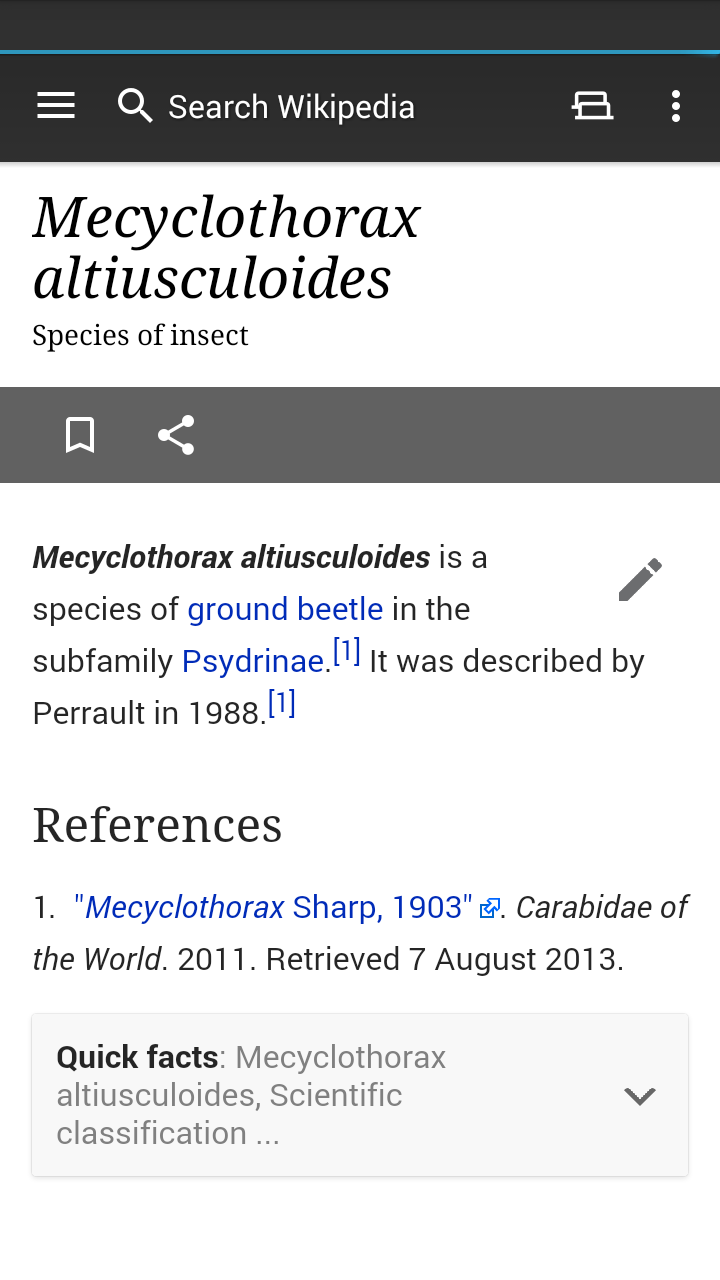 Search Wikipedia
Mecyclothorax
altiusculoides
Species of insect
Mecyclothorax altiusculoides is a
species of ground beetle in the
subfamily Psydrinae.[1] It was described by
Perrault in 1988.[1]
References
1. "Mecyclothorax Sharp, 1903" . Carabidae of
the World. 2011. Retrieved 7 August 2013.
Quick facts: Mecyclothorax
altiusculoides, Scientific
classification ...